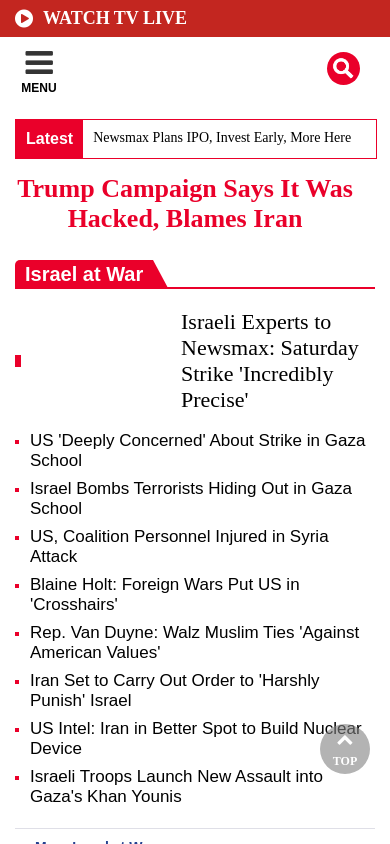 WATCH TV LIVE
MENU
Latest
Newsmax Plans IPO, Invest Early, More Here
Trump Campaign Says It Was
Hacked, Blames Iran
Israel at War
Israeli Experts to
Newsmax: Saturday
Strike 'Incredibly
Precise'
US 'Deeply Concerned' About Strike in Gaza
School
Israel Bombs Terrorists Hiding Out in Gaza
School
US, Coalition Personnel Injured in Syria
Attack
Blaine Holt: Foreign Wars Put US in
'Crosshairs'
Rep. Van Duyne: Walz Muslim Ties 'Against
American Values'
Iran Set to Carry Out Order to 'Harshly
Punish' Israel
US Intel: Iran in Better Spot to Build Nuclear
Device
TOP
Israeli Troops Launch New Assault into
Gaza's Khan Younis